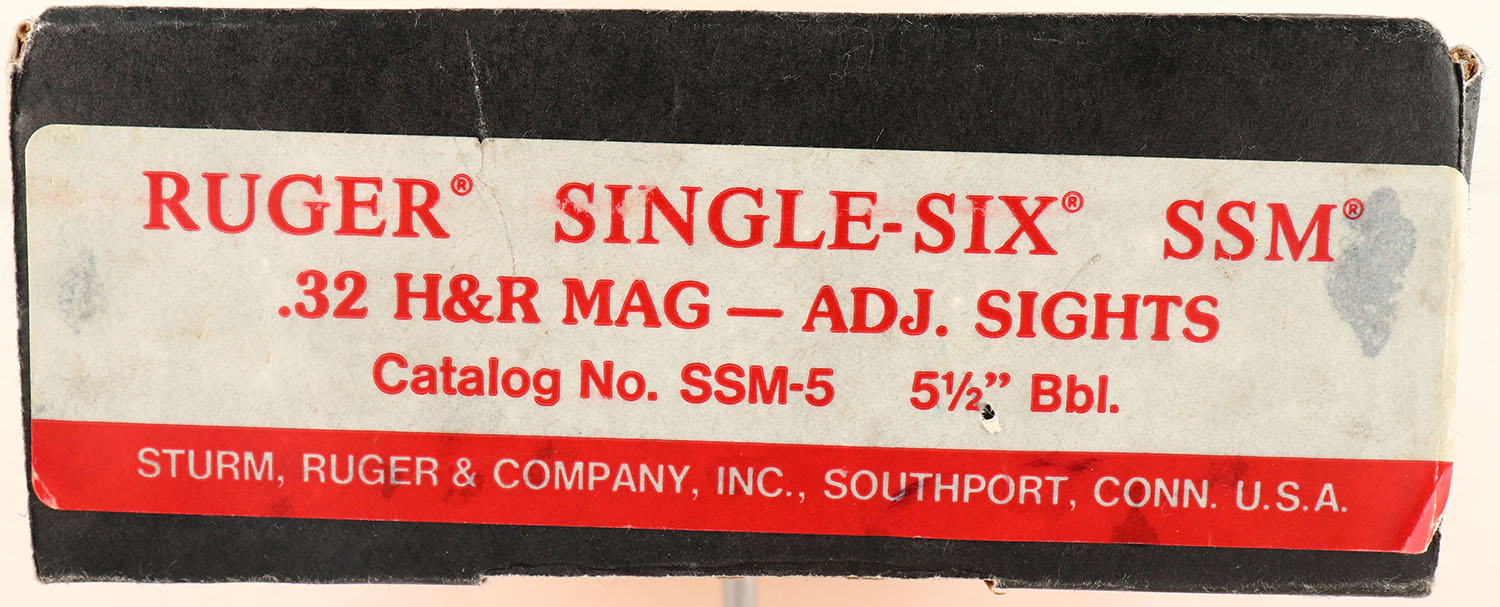 RUGER® SINGLE-SIX® SSM®
.32 H&R MAG — ADJ. SIGHTS
Catalog No. SSM-5 5½” Bbl.
STURM, RUGER & COMPANY, INC., SOUTHPORT, CONN. U.S.A.